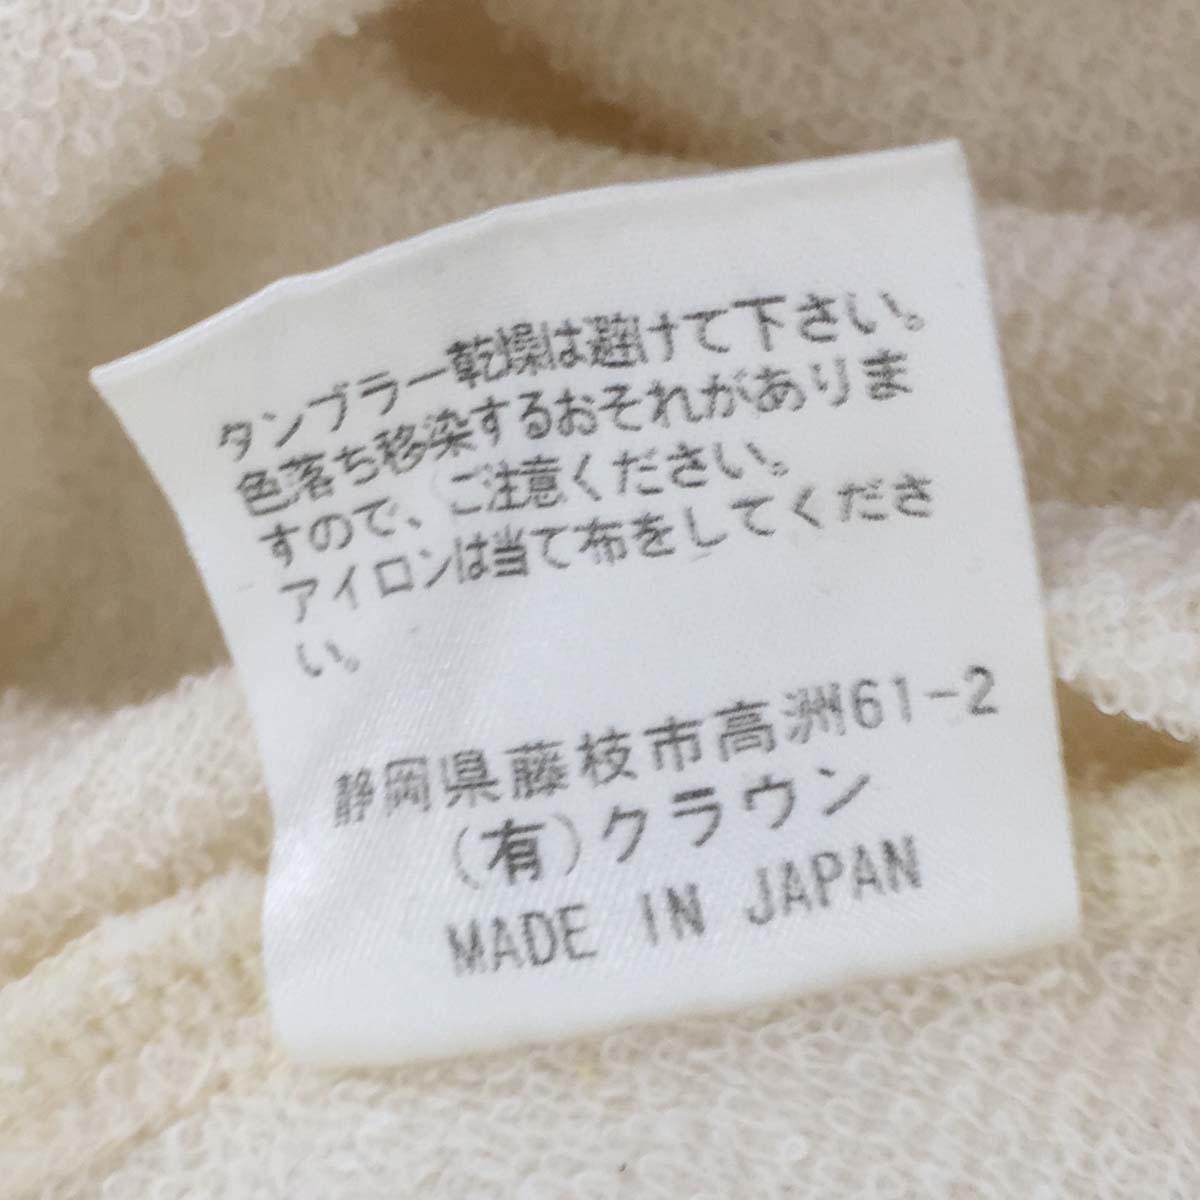 タンブラー乾燥は避けて下さい。
色落ち移染するおそれがありま
すので、ご注意ください。
アイロンは当て布をしてくださ
い。
静岡県藤枝市高洲61-2
(有)クラウン
MADE IN JAPAN